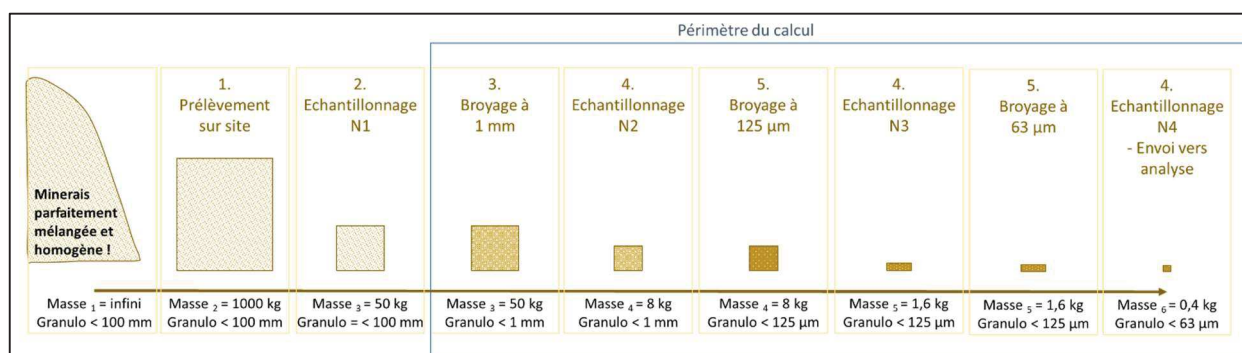 Périmètre du calcul
1.
Prélèvement
sur site
2.
Echantillonnage
N1
3.
Broyage à
1 mm
4.
Echantillonnage
N2
5.
Broyage à
125 µm
4.
Echantillonnage
N3
5.
Broyage à
63 µm
4.
Echantillonnage
N4
- Envoi vers
analyse
Minerais
parfaitement
mélangée et
homogène !
Masse 1 = infini
Granulo < 100 mm
Masse 2 = 1000 kg
Granulo < 100 mm
Masse 3 = 50 kg
Granulo = < 100 mm
Masse 3 = 50 kg
Granulo < 1 mm
Masse 4 = 8 kg
Granulo < 1 mm
Masse 4 = 8 kg
Granulo < 125 µm
Masse 5 = 1,6 kg
Granulo < 125 µm
Masse 5 = 1,6 kg
Granulo < 125 µm
Masse 6 = 0,4 kg
Granulo < 63 µm